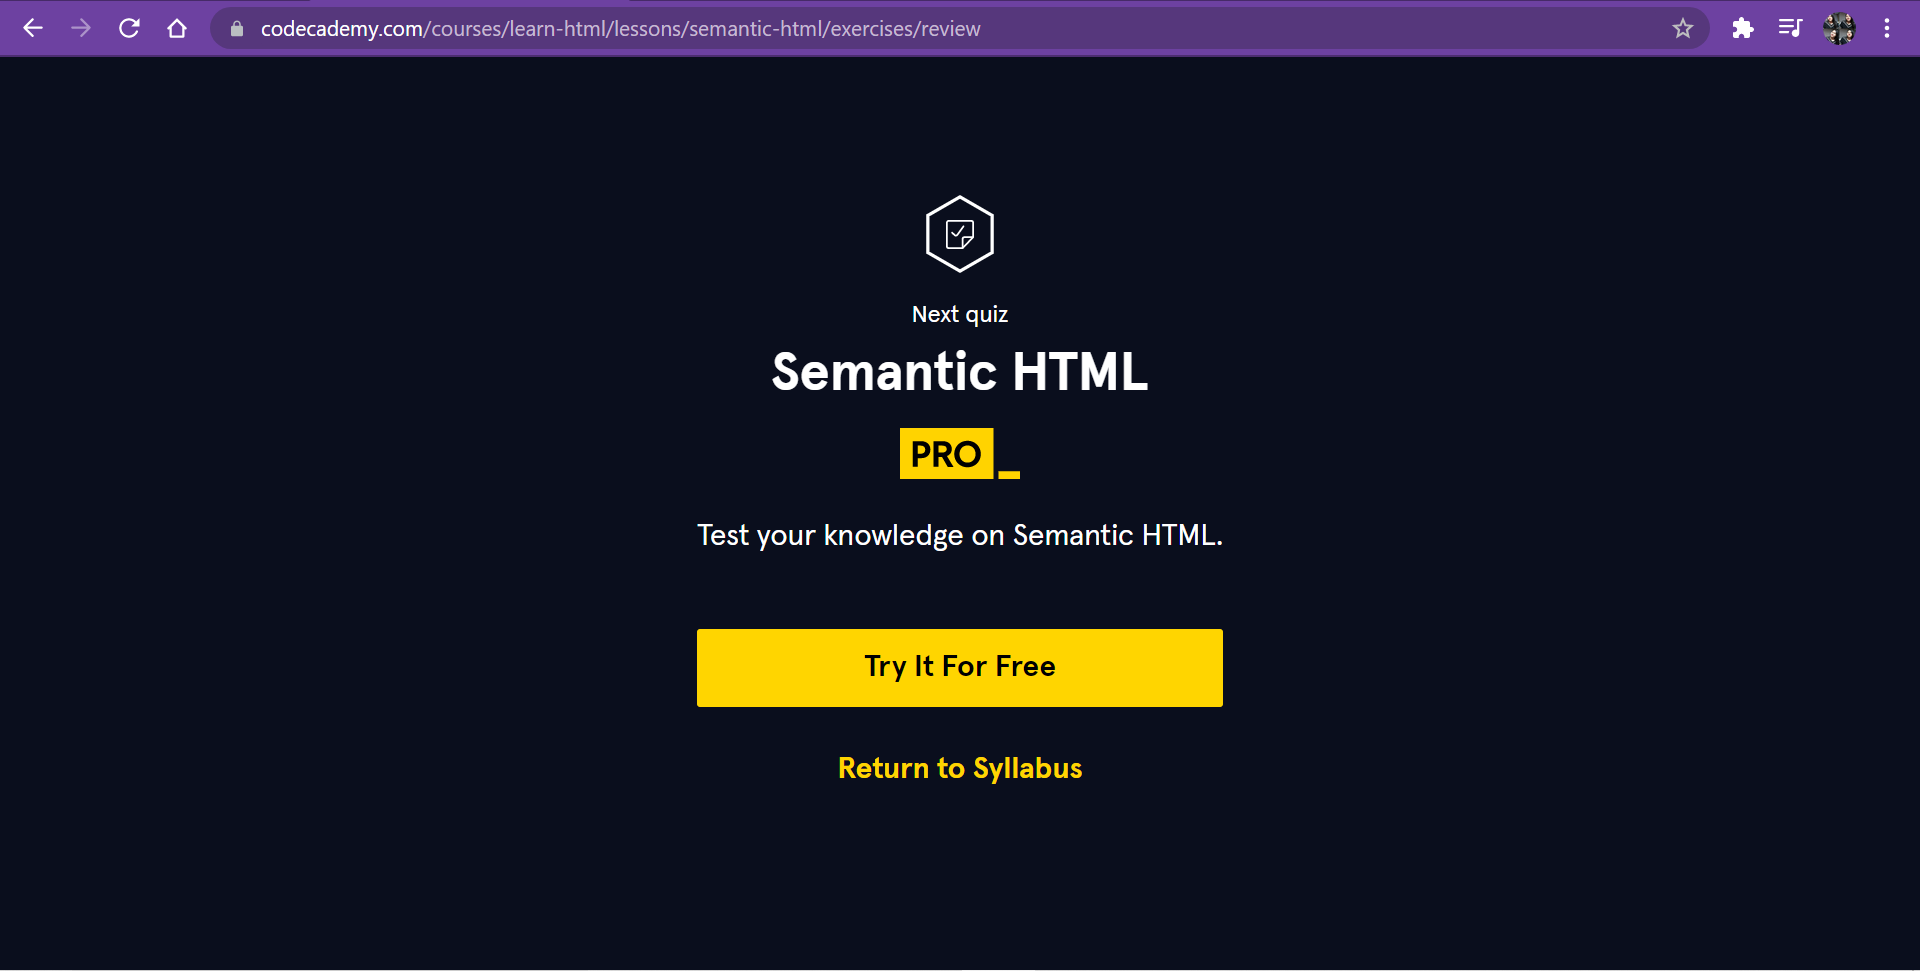 codecademy.com/courses/learn-html/lessons/semantic-html/exercises/review
Next quiz
Semantic HTML
PRO_
Test your knowledge on Semantic HTML.
Try It For Free
Return to Syllabus